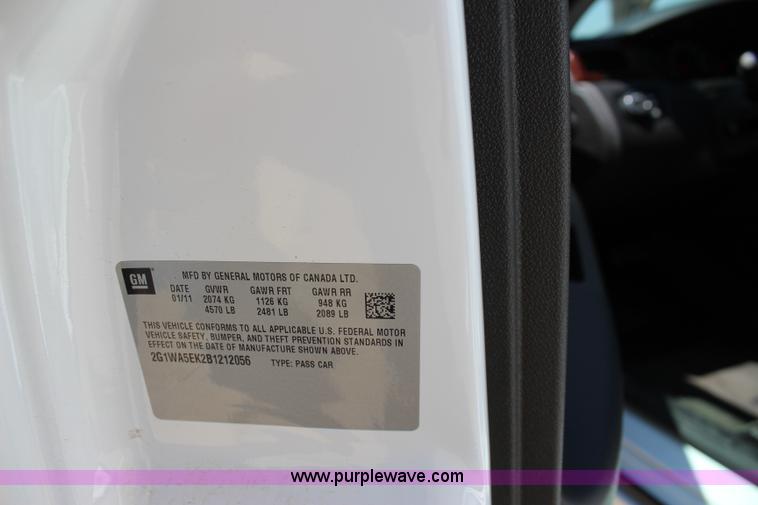 GM
MFD BY GENERAL MOTORS OF CANADA LTD.
DATE GVWR GAWR FRT GAWR RR
01/11 2074 KG 1126 KG 948 KG
4570 LB 2481 LB 2089 LB
THIS VEHICLE CONFORMS TO ALL APPLICABLE U.S. FEDERAL MOTOR
VEHICLE SAFETY, BUMPER, AND THEFT PREVENTION STANDARDS IN
EFFECT ON THE DATE OF MANUFACTURE SHOWN ABOVE.
2G1WA5EK2B1212056 TYPE: PASS CAR
www.purplewave.com